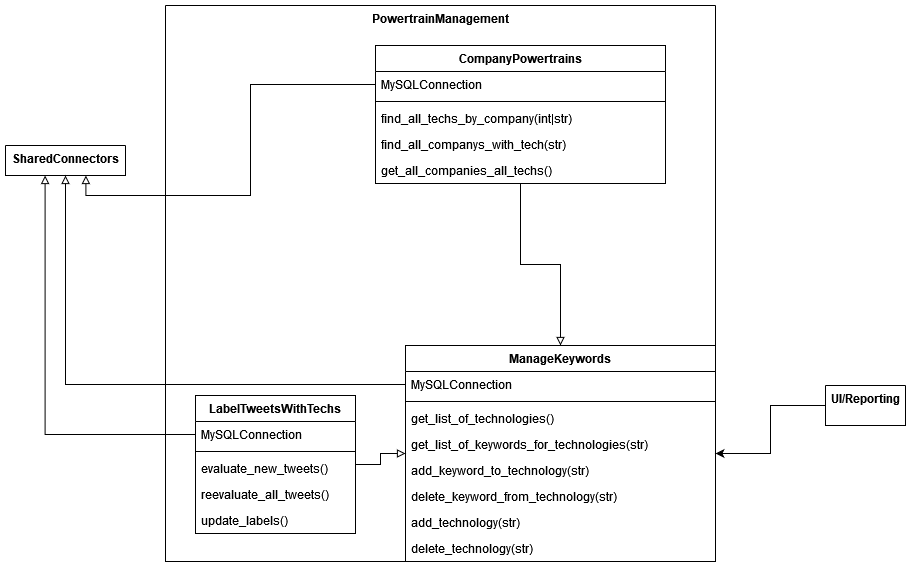 PowertrainManagement
CompanyPowertrains
MySQLConnection
find_all_techs_by_company(int|str)
find_all_companys_with_tech(str)
get_all_companies_all_techs()
SharedConnectors
ManageKeywords
MySQLConnection
get_list_of_technologies()
get_list_of_keywords_for_technologies(str)
add_keyword_to_technology(str)
delete_keyword_from_technology(str)
add_technology(str)
delete_technology(str)
LabelTweetsWithTechs
MySQLConnection
evaluate_new_tweets()
reevaluate_all_tweets()
update_labels()
UI/Reporting